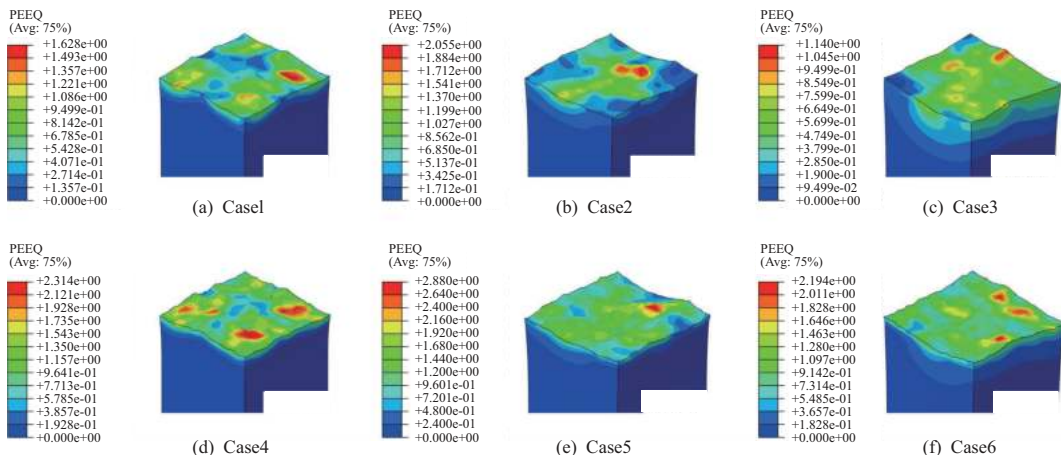 PEEQ
(Avg: 75%)
+1.628e+00
+1.493e+00
+1.357e+00
+1.221e+00
+1.086e+00
+9.499e-01
+8.142e-01
+6.785e-01
+5.428e-01
+4.071e-01
+2.714e-01
+1.357e-01
+0.000e+00
(a) Casel
PEEQ
(Avg: 75%)
+2.055e+00
+1.884e+00
+1.712e+00
+1.541e+00
+1.370e+00
+1.199e+00
+1.027e+00
+8.562e-01
+6.850e-01
+5.137e-01
+3.425e-01
+1.712e-01
+0.000e+00
(b) Case2
PEEQ
(Avg: 75%)
+1.140e+00
+1.045e+00
+9.499e-01
+8.549e-01
+7.599e-01
+6.649e-01
+5.699e-01
+4.749e-01
+3.799e-01
+2.850e-01
+1.900e-01
+9.499e-02
+0.000e+00
(c) Case3
PEEQ
(Avg: 75%)
+2.314e+00
+2.121e+00
+1.928e+00
+1.735e+00
+1.543e+00
+1.350e+00
+1.157e+00
+9.641e-01
+7.713e-01
+5.785e-01
+3.857e-01
+1.928e-01
+0.000e+00
(d) Case4
PEEQ
(Avg: 75%)
+2.880e+00
+2.640e+00
+2.400e+00
+2.160e+00
+1.920e+00
+1.680e+00
+1.440e+00
+1.200e+00
+9.601e-01
+7.201e-01
+4.800e-01
+2.400e-01
+0.000e+00
(e) Case5
PEEQ
(Avg: 75%)
+2.194e+00
+2.011e+00
+1.828e+00
+1.646e+00
+1.463e+00
+1.280e+00
+1.097e+00
+9.142e-01
+7.314e-01
+5.485e-01
+3.657e-01
+1.828e-01
+0.000e+00
(f) Case6